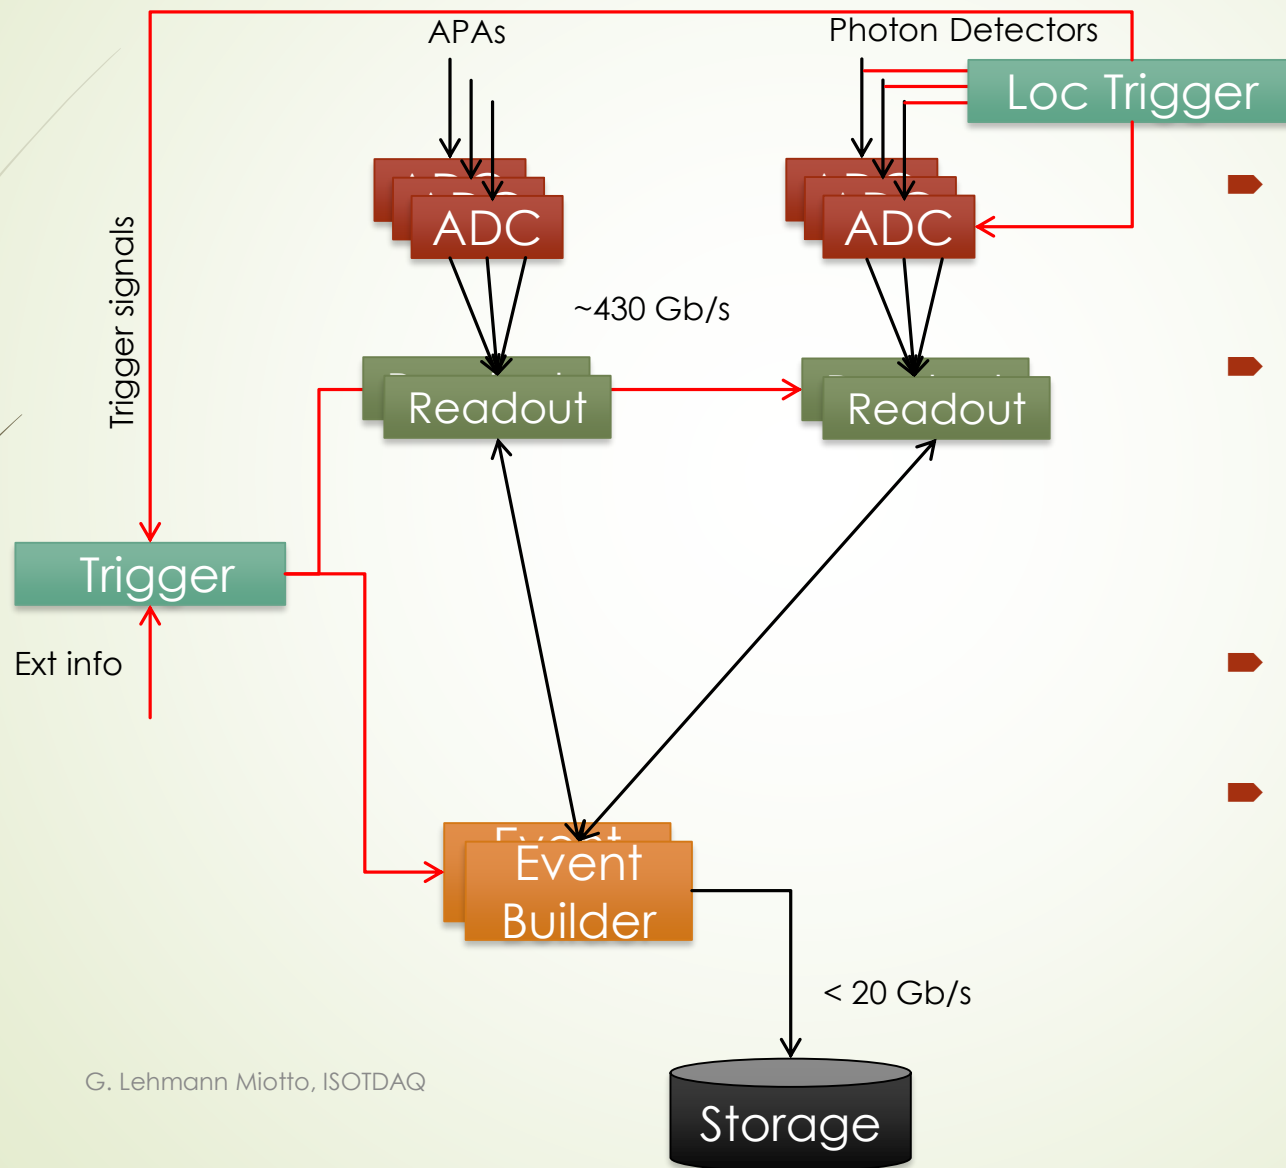 APAs
Photon Detectors
Loc Trigger
ADC
ADC
Trigger signals
~430 Gb/s
Readout
Readout
Trigger
Ext info
Event
Event
Builder
< 20 Gb/s
G. Lehmann Miotto, ISOTDAQ
Storage